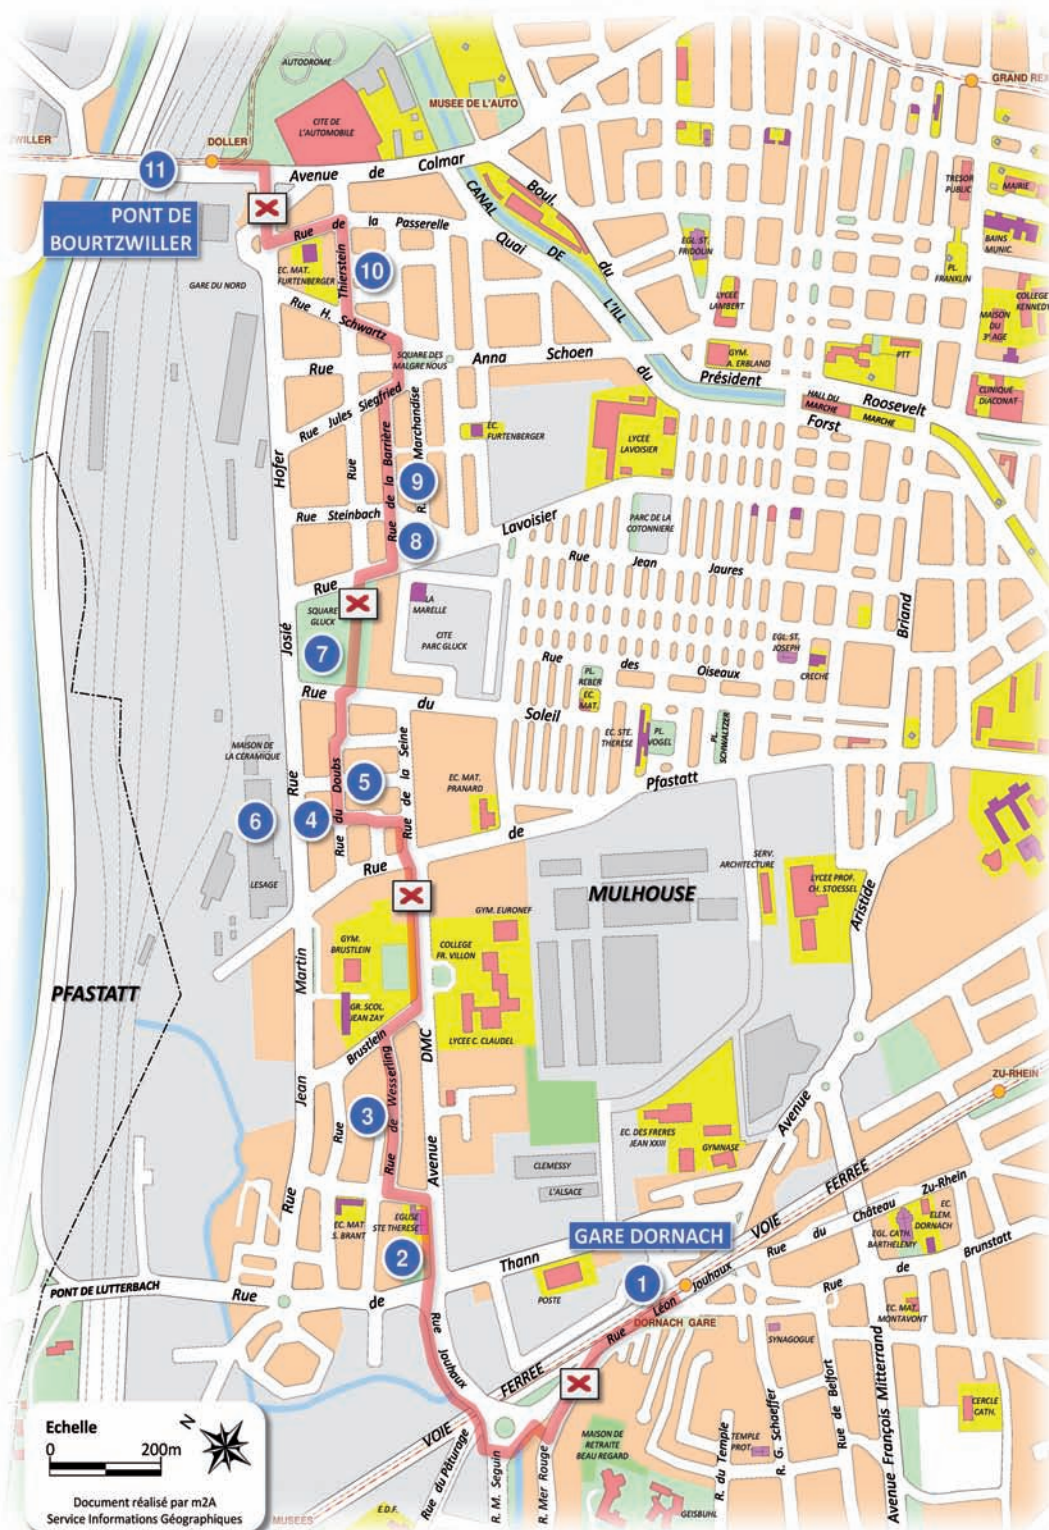 AUTODROME
CITE DE
L'AUTOMOBILE
MUSEE DE L'AUTO
GRAND REX
DOLLER
11
PONT DE
BOURTZWILLER
Avenue de Colmar
CANAL DE L'ILL
Boul. du Président Roosevelt
Quai du Forst
Rue de la Passerelle
EC. MAT.
FURTENBERGER
Thierstein
10
GARE DU NORD
Rue H. Schwartz
SQUARE DES
MALGRE NOUS
Rue Anna Schoen
EGL. ST.
FRIDOLIN
LYCEE
LAMBERT
GYM.
A. ERBLAND
TRESOR
PUBLIC
MAIRIE
BAINS
MUNIC.
PL.
FRANKLIN
COLLEGE
KENNEDY
MAISON
DU
3e AGE
PTT
CLINIQUE
DIACONAT
HALL DU
MARCHE
MARCHE
Rue Jules Siegfried
R. Marchandise
Rue de la Barrière
EC.
FURTENBERGER
LYCEE
LAVOISIER
9
Rue
Rue Steinbach
8
Rue Lavoisier
PARC DE LA
COTONNIERE
Rue Jean Jaures
Rue Josué Hofer
SQUARE
GLUCK
7
LA
MARELLE
CITE
PARC GLUCK
Rue des Oiseaux
EGL. ST.
JOSEPH
CRECHE
PL.
REBER
EC.
MAT.
Rue du Soleil
EC. STE.
THERESE
PL.
VOGEL
PL.
SCHWALTZER
MAISON DE
LA CERAMIQUE
Rue du Doubs
5
Rue de la Seine
EC. MAT.
PRANARD
6
4
Rue de Pfastatt
LESAGE
MULHOUSE
SERV.
ARCHITECTURE
LYCEE PROF.
CH. STOESSEL
Avenue Aristide Briand
GYM.
BRUSTLEIN
GYM. EURONEF
COLLEGE
FR. VILLON
GR. SCOL.
JEAN ZAY
LYCEE C. CLAUDEL
PFASTATT
Brustlein
Rue Jean Martin
Avenue DMC
Rue de Wesserling
3
Rue
EC. DES FRERES
JEAN XXIII
GYMNASE
ZU-RHEIN
CLEMESSY
L'ALSACE
EC. MAT.
S. BRANT
EGLISE
STE THERESE
2
GARE DORNACH
1
VOIE FERREE
Rue du Château Zu-Rhein
EC.
ELEM.
DORNACH
EGL. CATH.
BARTHELEMY
Rue de Brunstatt
PONT DE LUTTERBACH
Rue de Thann
POSTE
Rue Léon Jouhaux
DORNACH GARE
EC. MAT.
MONTAVONT
SYNAGOGUE
Rue Jouhaux
VOIE FERREE
Rue de Belfort
Avenue François Mitterrand
CERCLE
CATH.
R. G. Schaeffer
R. du Temple
TEMPLE
PROT.
MAISON DE
RETRAITE
BEAU REGARD
GEISBUHL
Rue du Pâturage
R. M. Seguin
R. Mer Rouge
E.D.F.
MUSEES
Echelle
N
0 200m
Document réalisé par m2A
Service Informations Géographiques